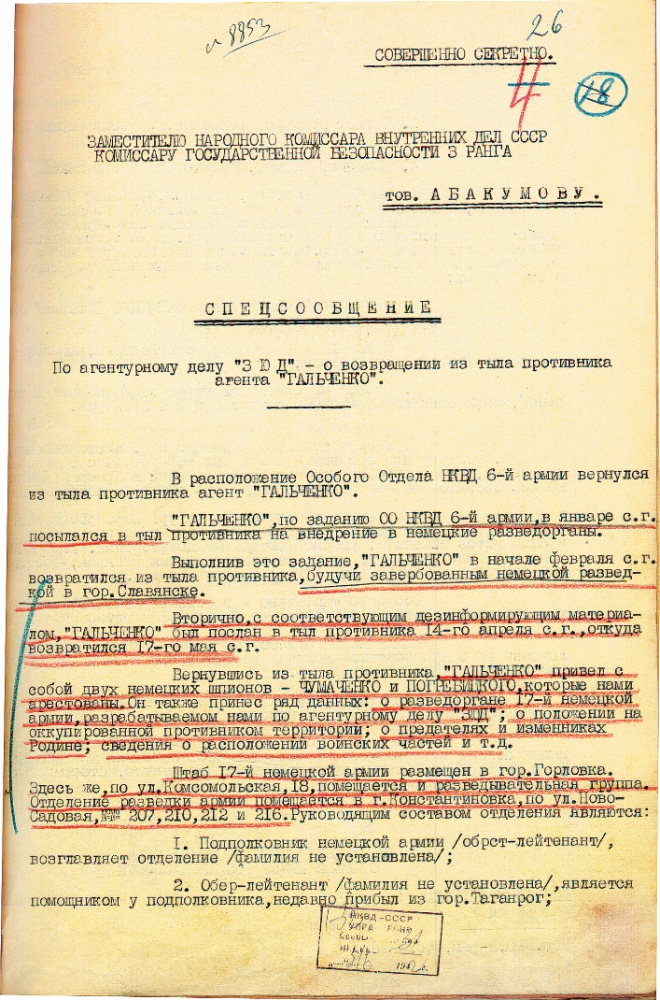 № 8853
26
СОВЕРШЕННО СЕКРЕТНО.
4
18
ЗАМЕСТИТЕЛЮ НАРОДНОГО КОМИССАРА ВНУТРЕННИХ ДЕЛ СССР
КОМИССАРУ ГОСУДАРСТВЕННОЙ БЕЗОПАСНОСТИ 3 РАНГА
тов. А Б А К У М О В У .
С П Е Ц С О О Б Щ Е Н И Е
По агентурному делу "З Ю Д". - о возвращении из тыла противника
агента "ГАЛЬЧЕНКО".
В расположение Особого Отдела НКВД 6-й армии вернулся
из тыла противника агент "ГАЛЬЧЕНКО".
"ГАЛЬЧЕНКО",по заданию ОО НКВД 6-й армии,в январе с.г.
посылался в тыл противника на внедрение в немецкие разведорганы.
Выполнив это задание,"ГАЛЬЧЕНКО" в начале февраля с.г.
возвратился из тыла противника,будучи завербованным немецкой развед-
кой в гор.Славянске.
Вторично,с соответствующим дезинформирующим материа-
лом,"ГАЛЬЧЕНКО" был послан в тыл противника 14-го апреля с.г.,откуда
возвратился 17-го мая с.г.
Вернувшись из тыла противника,"ГАЛЬЧЕНКО" привел с
собой двух немецких шпионов - ЧУМАЧЕНКО и ПОГРЕБИЦКОГО,которые нами
арестованы.Он также принес ряд данных: о разведоргане 17-й немецкой
армии,разрабатываемом нами по агентурному делу "ЗЮД"; о положении на
оккупированной противником территории; о предателях и изменниках
Родине; сведения о расположении воинских частей и т.д.
Штаб 17-й немецкой армии размещен в гор.Горловка.
Здесь же,по ул.Комсомольская,18,помещается и разведывательная группа.
Отделение разведки армии помещается в г.Константиновка,по ул.Ново-
Садовая,№№ 207,210,212 и 216.Руководящим составом отделения являются:
1. Подполковник немецкой армии /обрст-лейтенант/,
возглавляет отделение /фамилия не установлена/;
2. Обер-лейтенант /фамилия не установлена/,является
помощником у подполковника,недавно прибыл из гор.Таганрог;
НКВД-СССР